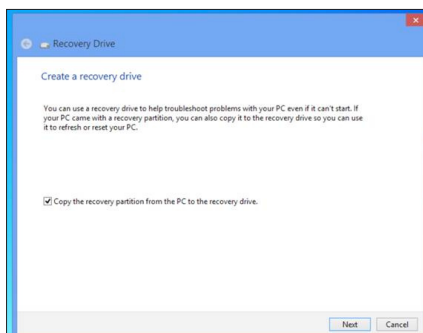 Recovery Drive
Create a recovery drive
You can use a recovery drive to help troubleshoot problems with your PC even if it can't start. If
your PC came with a recovery partition, you can also copy it to the recovery drive so you can use
it to refresh or reset your PC.
Copy the recovery partition from the PC to the recovery drive.
Next Cancel